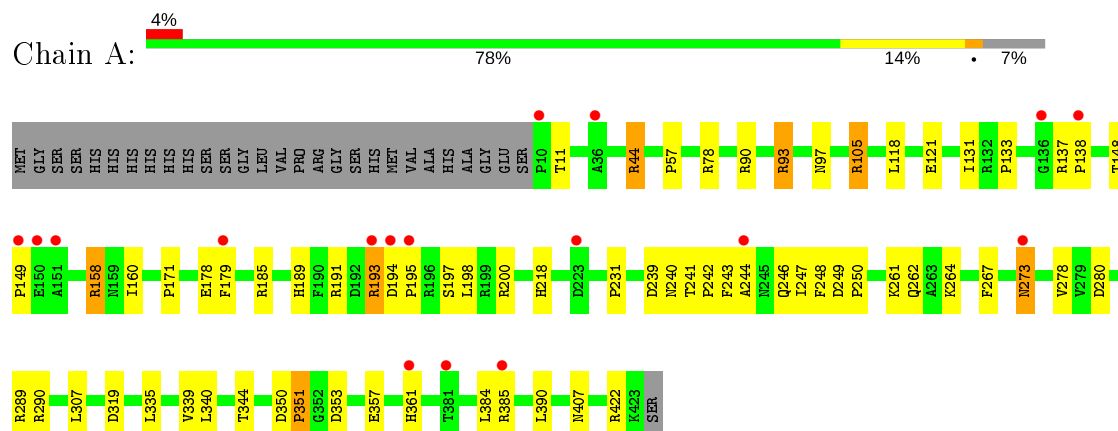 4%
Chain A:
78% 14% • 7%
MET GLY SER SER HIS HIS HIS HIS HIS HIS SER SER GLY LEU VAL PRO ARG GLY SER HIS MET VAL ALA HIS ALA GLY GLU SER P10 T11 A36 R44 P57 R78 R90 R93 N97 R105 L118 E121 I131 R132 P133 G136 R137 P138 T148
P149 E150 A151 R158 N159 I160 P171 E178 F179 R185 H189 F190 R191 D192 R193 D194 P195 R196 S197 L198 R199 R200 H218 D223 P231 D239 N240 T241 P242 F243 A244 N245 Q246 I247 F248 D249 P250 K261 Q262 A263 K264 F267 N273 V278 V279 D280
R289 R290 L307 D319 L335 V339 L340 T344 D350 P351 G352 D353 E357 H361 T381 L384 R385 L390 N407 R422 K423 SER